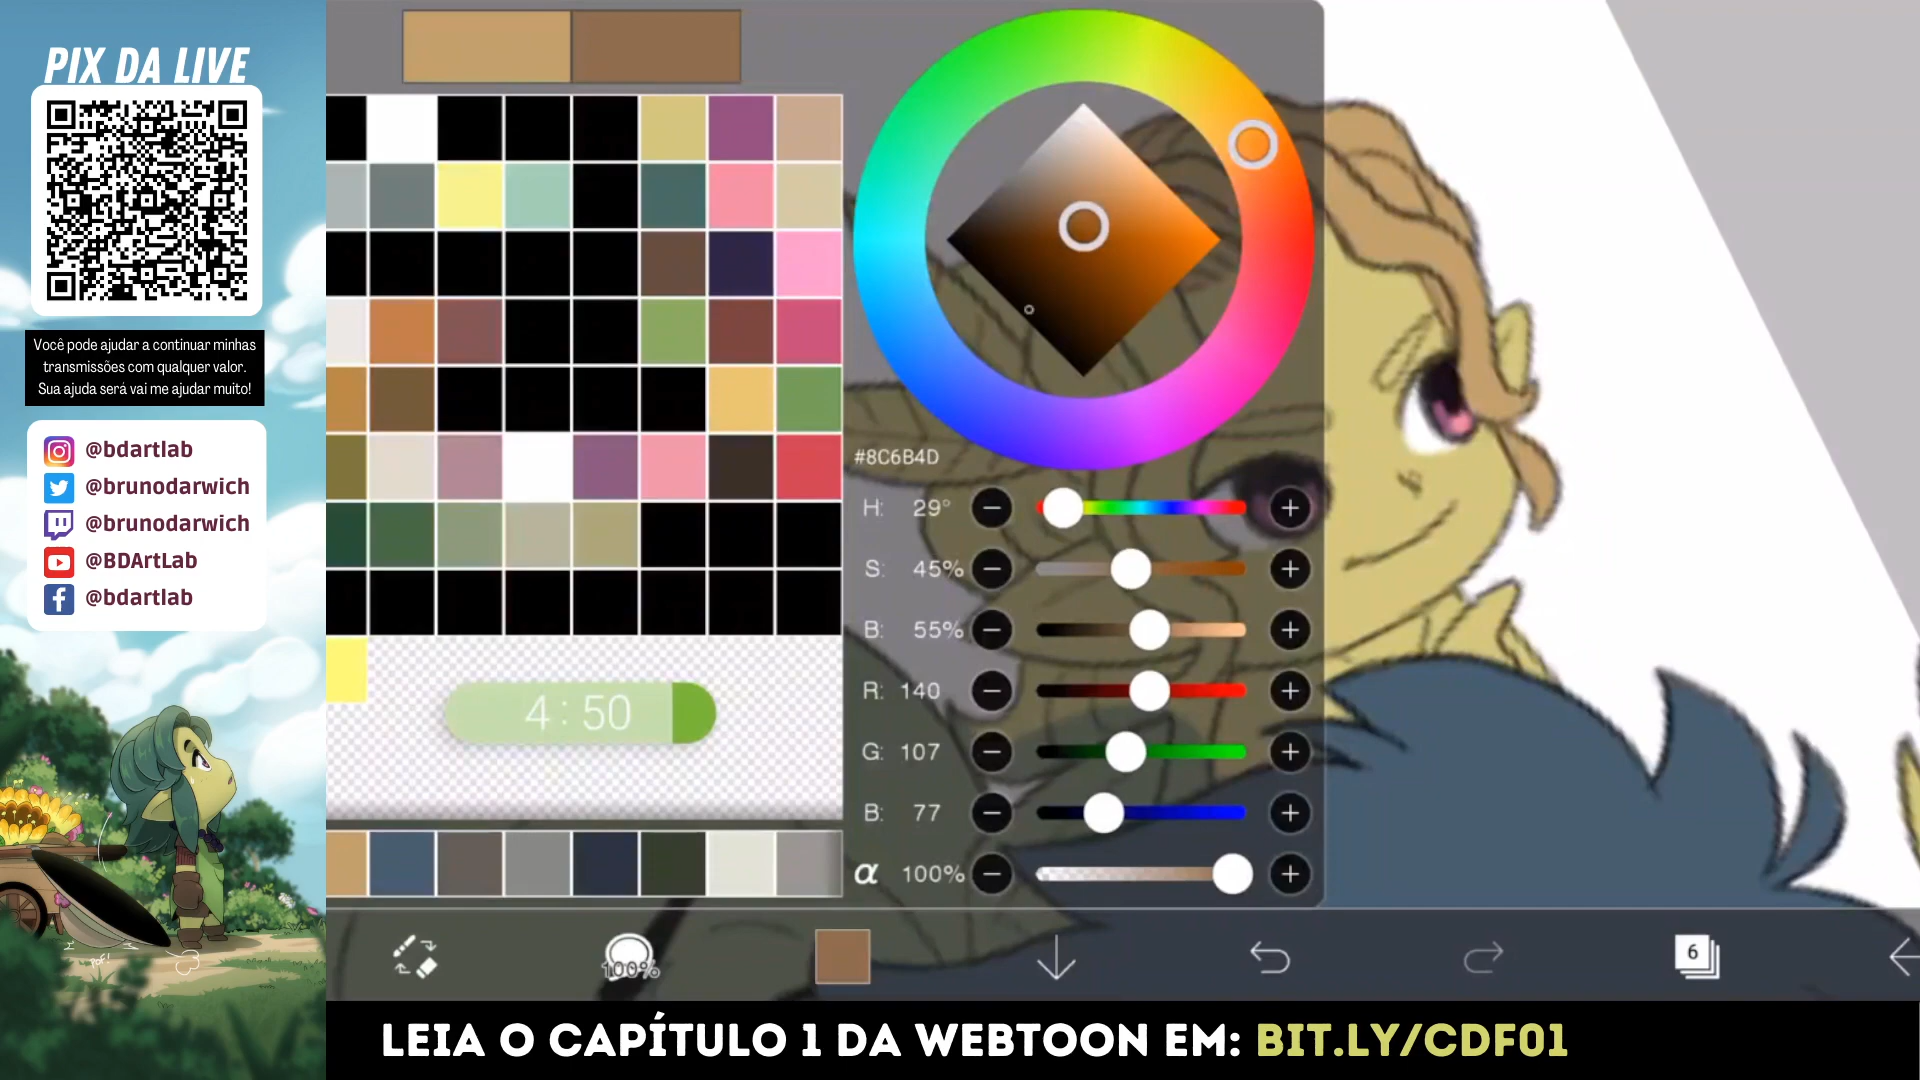 PIX DA LIVE
Você pode ajudar a continuar minhas
transmissões com qualquer valor.
Sua ajuda será vai me ajudar muito!
@bdartlab
@brunodarwich
@brunodarwich
@BDArtLab
@bdartlab
POF!
4:50
#8C6B4D
H: 29°
S: 45%
B: 55%
R: 140
G: 107
B: 77
α 100%
100%
6
LEIA O CAPÍTULO 1 DA WEBTOON EM: BIT.LY/CDF01